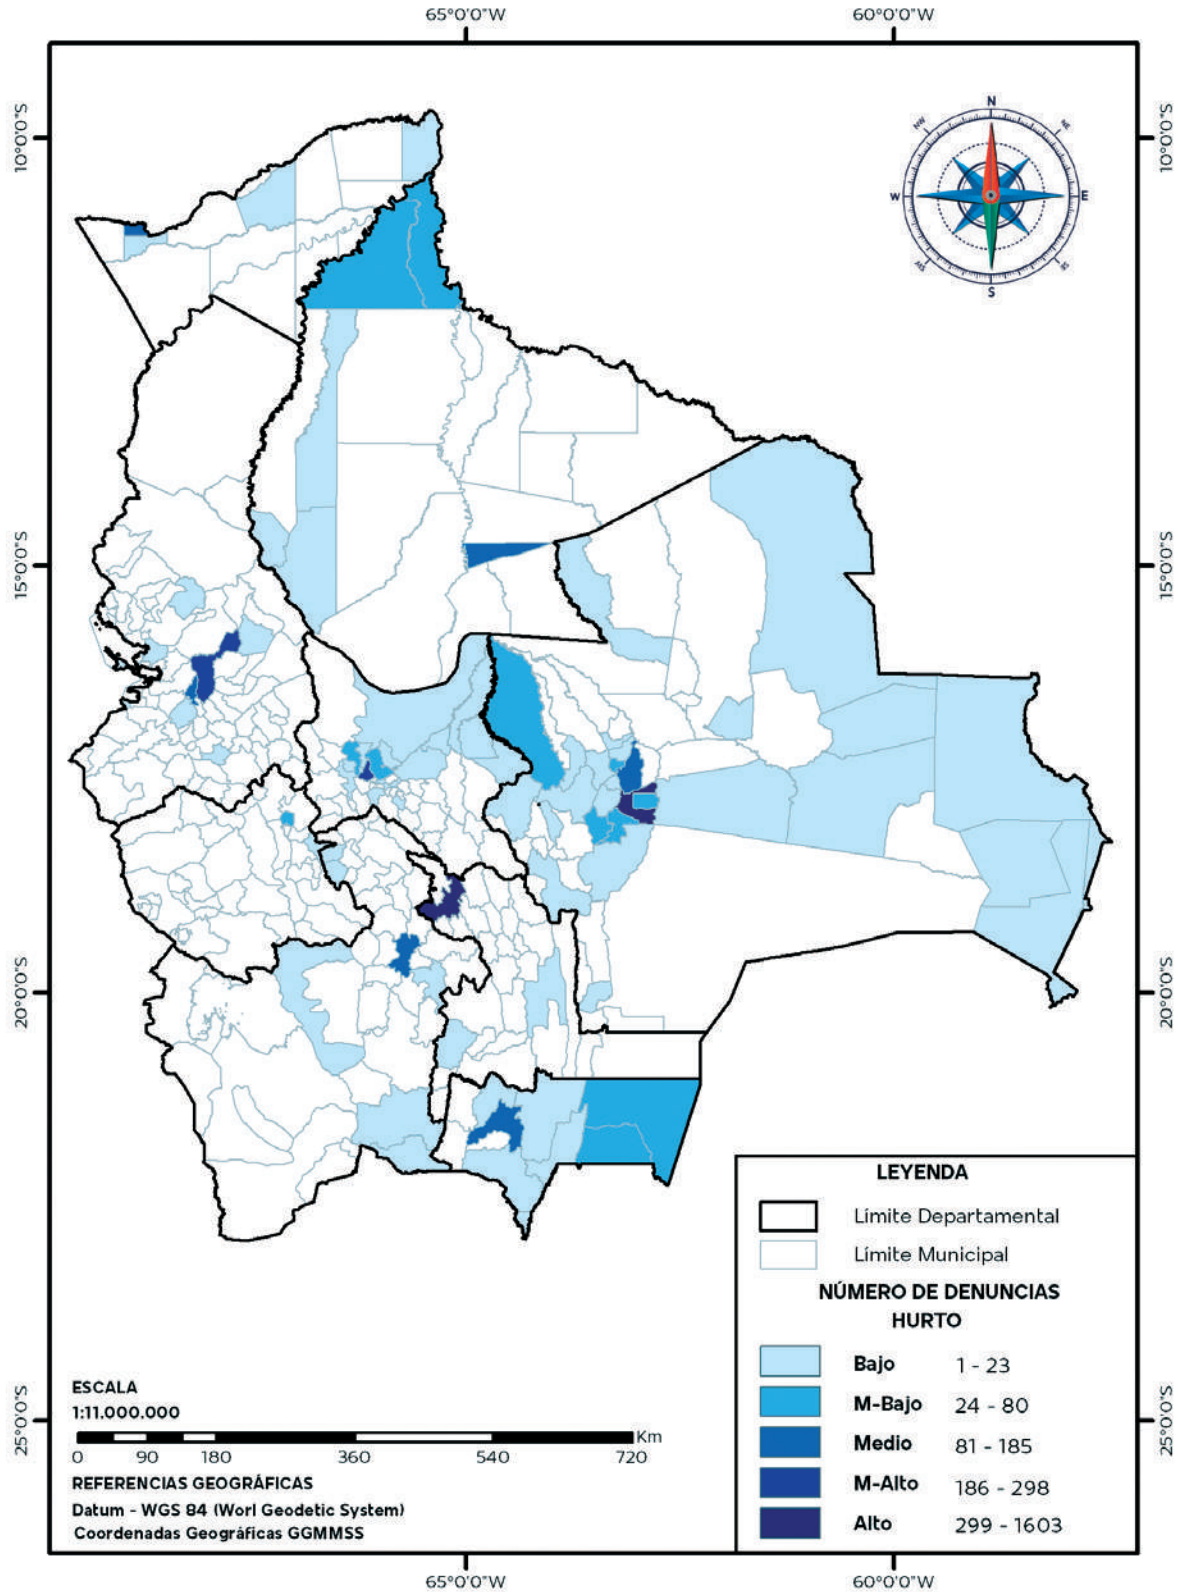 65°0'0"W 60°0'0"W
10°0'0"S 10°0'0"S
N
NW NE
W E
SW SE
S
15°0'0"S 15°0'0"S
20°0'0"S 20°0'0"S
LEYENDA
Límite Departamental
Límite Municipal
NÚMERO DE DENUNCIAS
HURTO
Bajo 1 - 23
M-Bajo 24 - 80
Medio 81 - 185
M-Alto 186 - 298
Alto 299 - 1603
25°0'0"S 25°0'0"S
ESCALA
1:11.000.000
Km
0 90 180 360 540 720
REFERENCIAS GEOGRÁFICAS
Datum - WGS 84 (Worl Geodetic System)
Coordenadas Geográficas GGMMSS
65°0'0"W 60°0'0"W